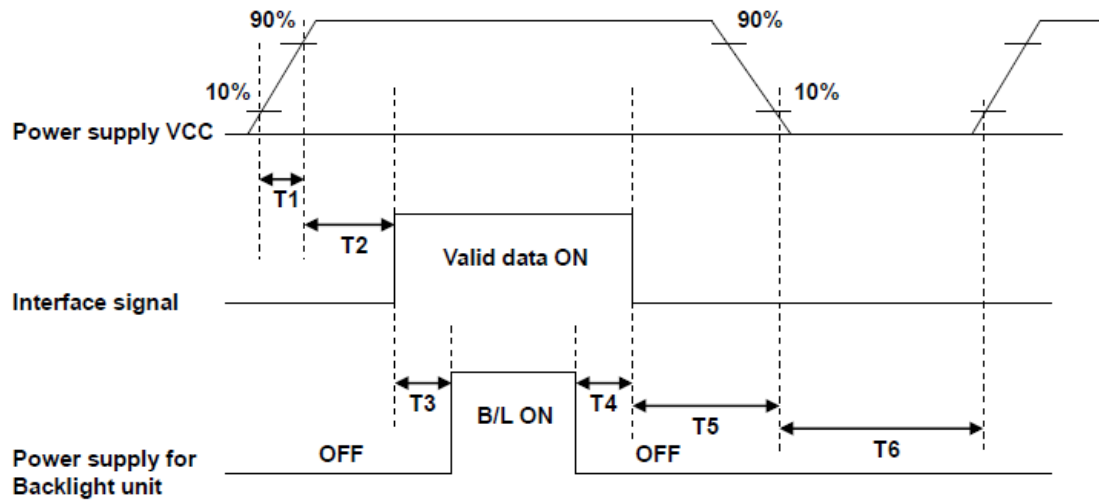 90%
90%
10%
10%
Power supply VCC
T1
T2
Valid data ON
Interface signal
T3
T4
B/L ON
T5
T6
OFF
OFF
Power supply for
Backlight unit